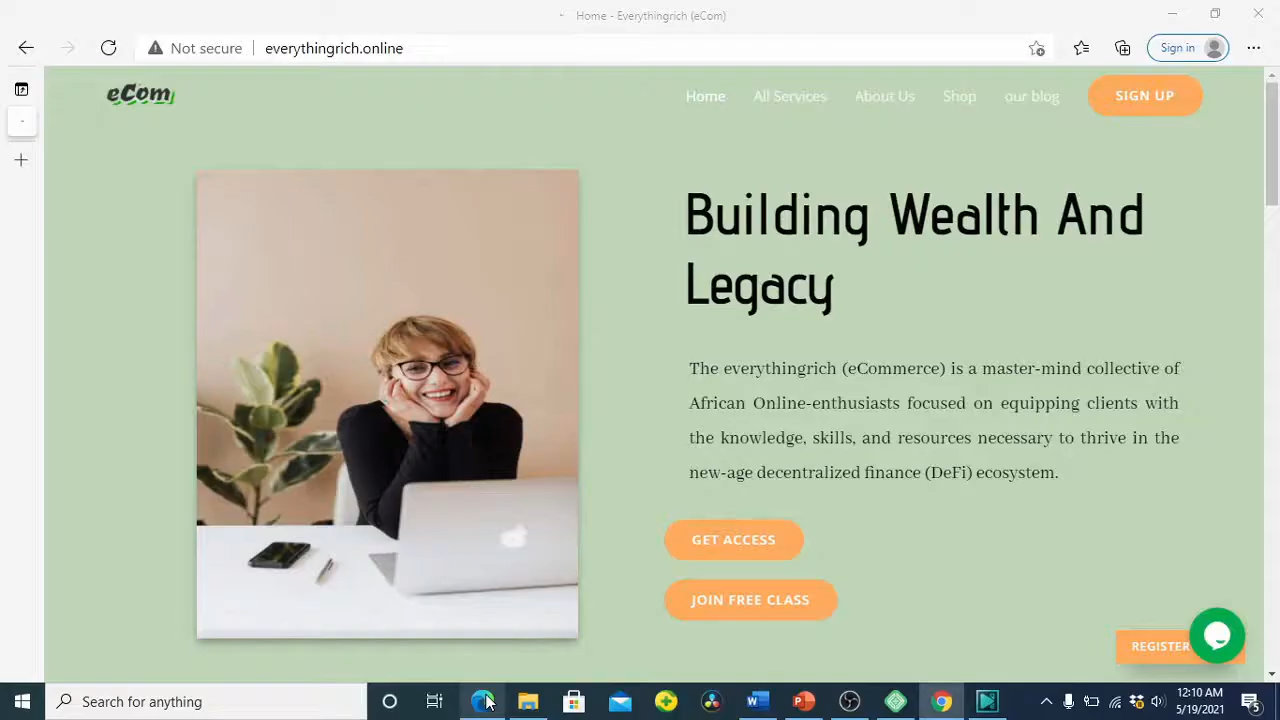 Home - Everythingrich (eCom)
Not secure
everythingrich.online
Sign in
eCom
Home
All Services
About Us
Shop
our blog
SIGN UP
Building Wealth And
Legacy
The everythingrich (eCommerce) is a master-mind collective of
African Online-enthusiasts focused on equipping clients with
the knowledge, skills, and resources necessary to thrive in the
new-age decentralized finance (DeFi) ecosystem.
GET ACCESS
JOIN FREE CLASS
REGISTER
Search for anything
12:10 AM
5/19/2021
5